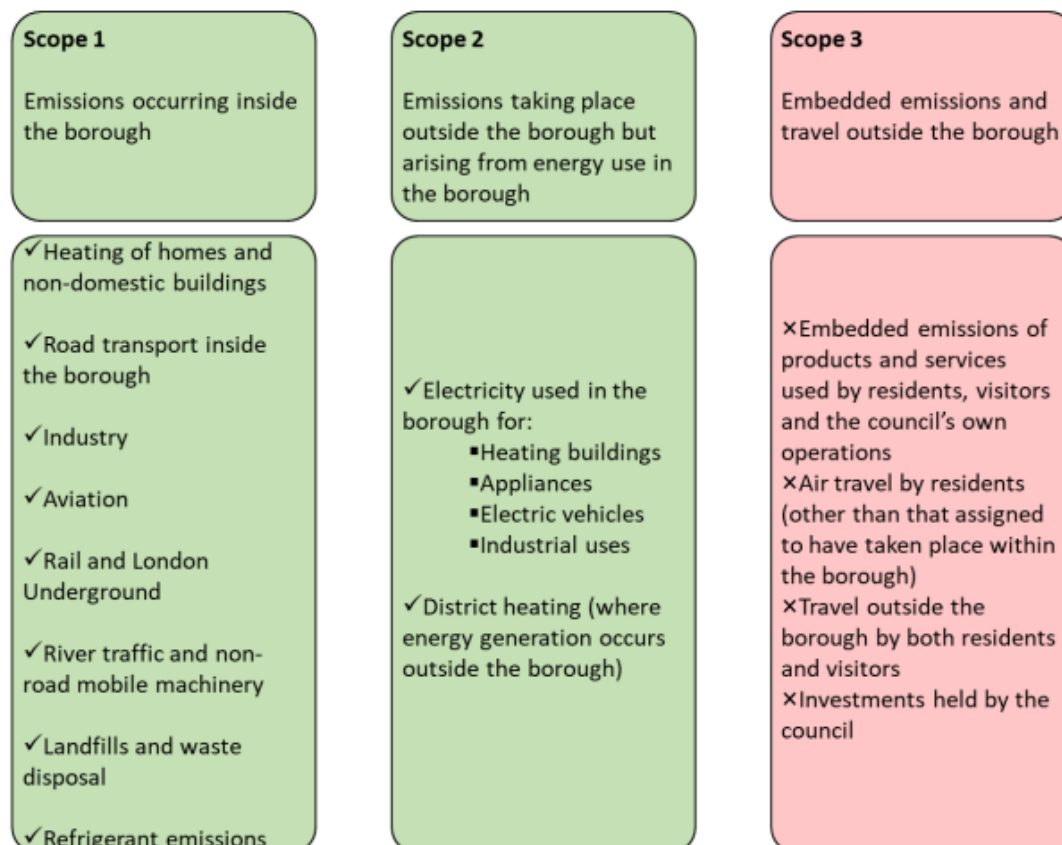 Scope 1
Emissions occurring inside
the borough
Scope 2
Emissions taking place
outside the borough but
arising from energy use in
the borough
Scope 3
Embedded emissions and
travel outside the borough
✓Heating of homes and
non-domestic buildings
✓Road transport inside
the borough
✓Industry
✓Aviation
✓Rail and London
Underground
✓River traffic and non-
road mobile machinery
✓Landfills and waste
disposal
✓Refrigerant emissions
✓Electricity used in the
borough for:
▪Heating buildings
▪Appliances
▪Electric vehicles
▪Industrial uses
✓District heating (where
energy generation occurs
outside the borough)
×Embedded emissions of
products and services
used by residents, visitors
and the council's own
operations
×Air travel by residents
(other than that assigned
to have taken place within
the borough)
×Travel outside the
borough by both residents
and visitors
×Investments held by the
council